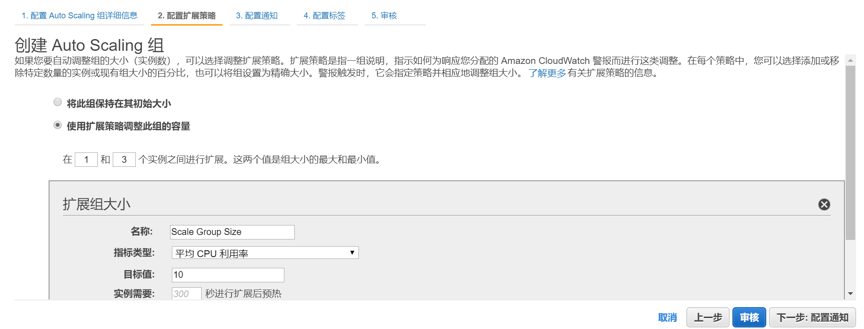 1. 配置 Auto Scaling 组详细信息 2. 配置扩展策略 3. 配置通知 4. 配置标签 5. 审核
创建 Auto Scaling 组
如果您要自动调整组的大小（实例数），可以选择调整扩展策略。扩展策略是指一组说明，指示如何为响应您分配的 Amazon CloudWatch 警报而进行这类调整。在每个策略中，您可以选择添加或移
除特定数量的实例或现有组大小的百分比，也可以将组设置为精确大小。警报触发时，它会指定策略并相应地调整组大小。 了解更多有关扩展策略的信息。
将此组保持在其初始大小
使用扩展策略调整此组的容量
在 1 和 3 个实例之间进行扩展。这两个值是组大小的最大和最小值。
扩展组大小
名称: Scale Group Size
指标类型: 平均 CPU 利用率
目标值: 10
实例需要: 300 秒进行扩展后预热
取消 上一步 审核 下一步: 配置通知